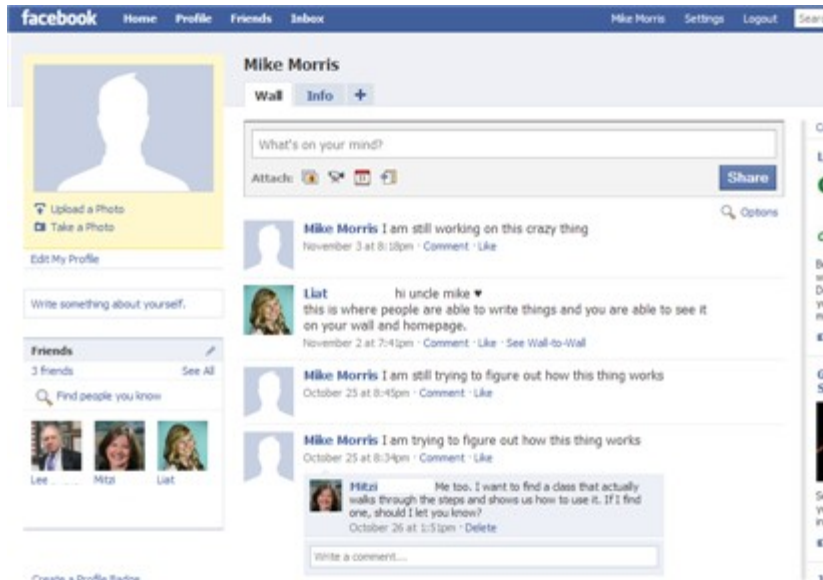 facebook Home Profile Friends Inbox Mike Morris Settings Logout
Mike Morris
Wall Info +
What's on your mind?
Attach: Share
Upload a Photo
Take a Photo
Edit My Profile
Write something about yourself.
Friends
3 friends See All
Find people you know
Lee Mitzi Liat
Options
Mike Morris I am still working on this crazy thing
November 3 at 8:18pm · Comment · Like
Liat hi uncle mike ♥
this is where people are able to write things and you are able to see it
on your wall and homepage.
November 2 at 7:41pm · Comment · Like · See Wall-to-Wall
Mike Morris I am still trying to figure out how this thing works
October 25 at 8:45pm · Comment · Like
Mike Morris I am trying to figure out how this thing works
October 25 at 8:34pm · Comment · Like
Mitzi Me too. I want to find a class that actually
walks through the steps and shows us how to use it. If I find
one, should I let you know?
October 26 at 1:51pm · Delete
Write a comment...
Create a Profile Badge